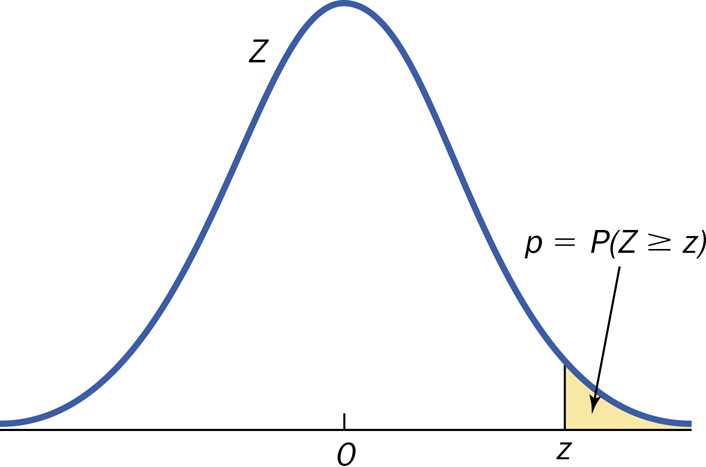 Z
p = P(Z ≥ z)
0
z